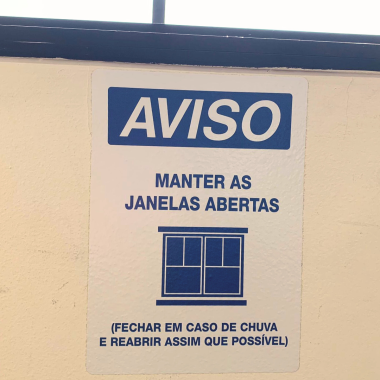 AVISO
MANTER AS
JANELAS ABERTAS
(FECHAR EM CASO DE CHUVA
E REABRIR ASSIM QUE POSSÍVEL)